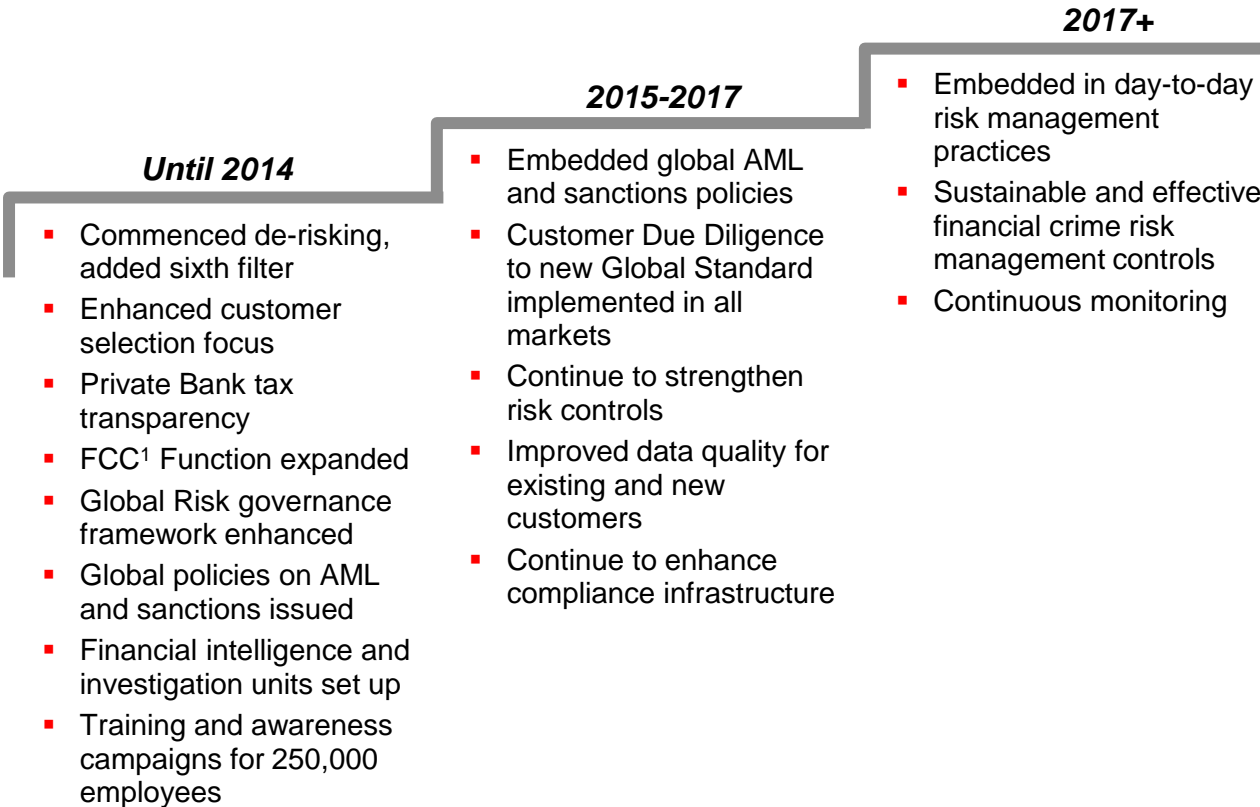 Until 2014
▪ Commenced de-risking,
added sixth filter
▪ Enhanced customer
selection focus
▪ Private Bank tax
transparency
▪ FCC¹ Function expanded
▪ Global Risk governance
framework enhanced
▪ Global policies on AML
and sanctions issued
▪ Financial intelligence and
investigation units set up
▪ Training and awareness
campaigns for 250,000
employees
2015-2017
▪ Embedded global AML
and sanctions policies
▪ Customer Due Diligence
to new Global Standard
implemented in all
markets
▪ Continue to strengthen
risk controls
▪ Improved data quality for
existing and new
customers
▪ Continue to enhance
compliance infrastructure
2017+
▪ Embedded in day-to-day
risk management
practices
▪ Sustainable and effective
financial crime risk
management controls
▪ Continuous monitoring